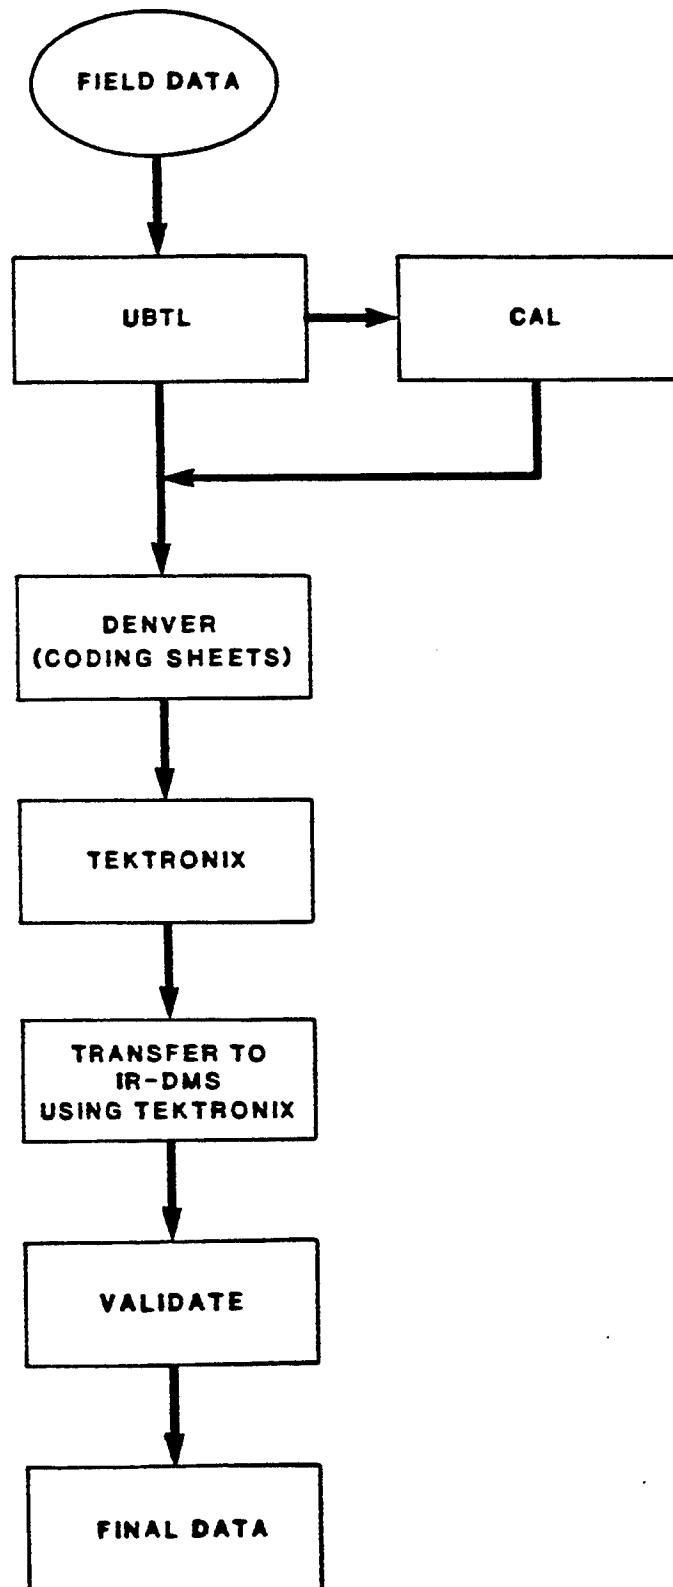 FIELD DATA
UBTL
CAL
DENVER
(CODING SHEETS)
TEKTRONIX
TRANSFER TO
IR-DMS
USING TEKTRONIX
VALIDATE
FINAL DATA